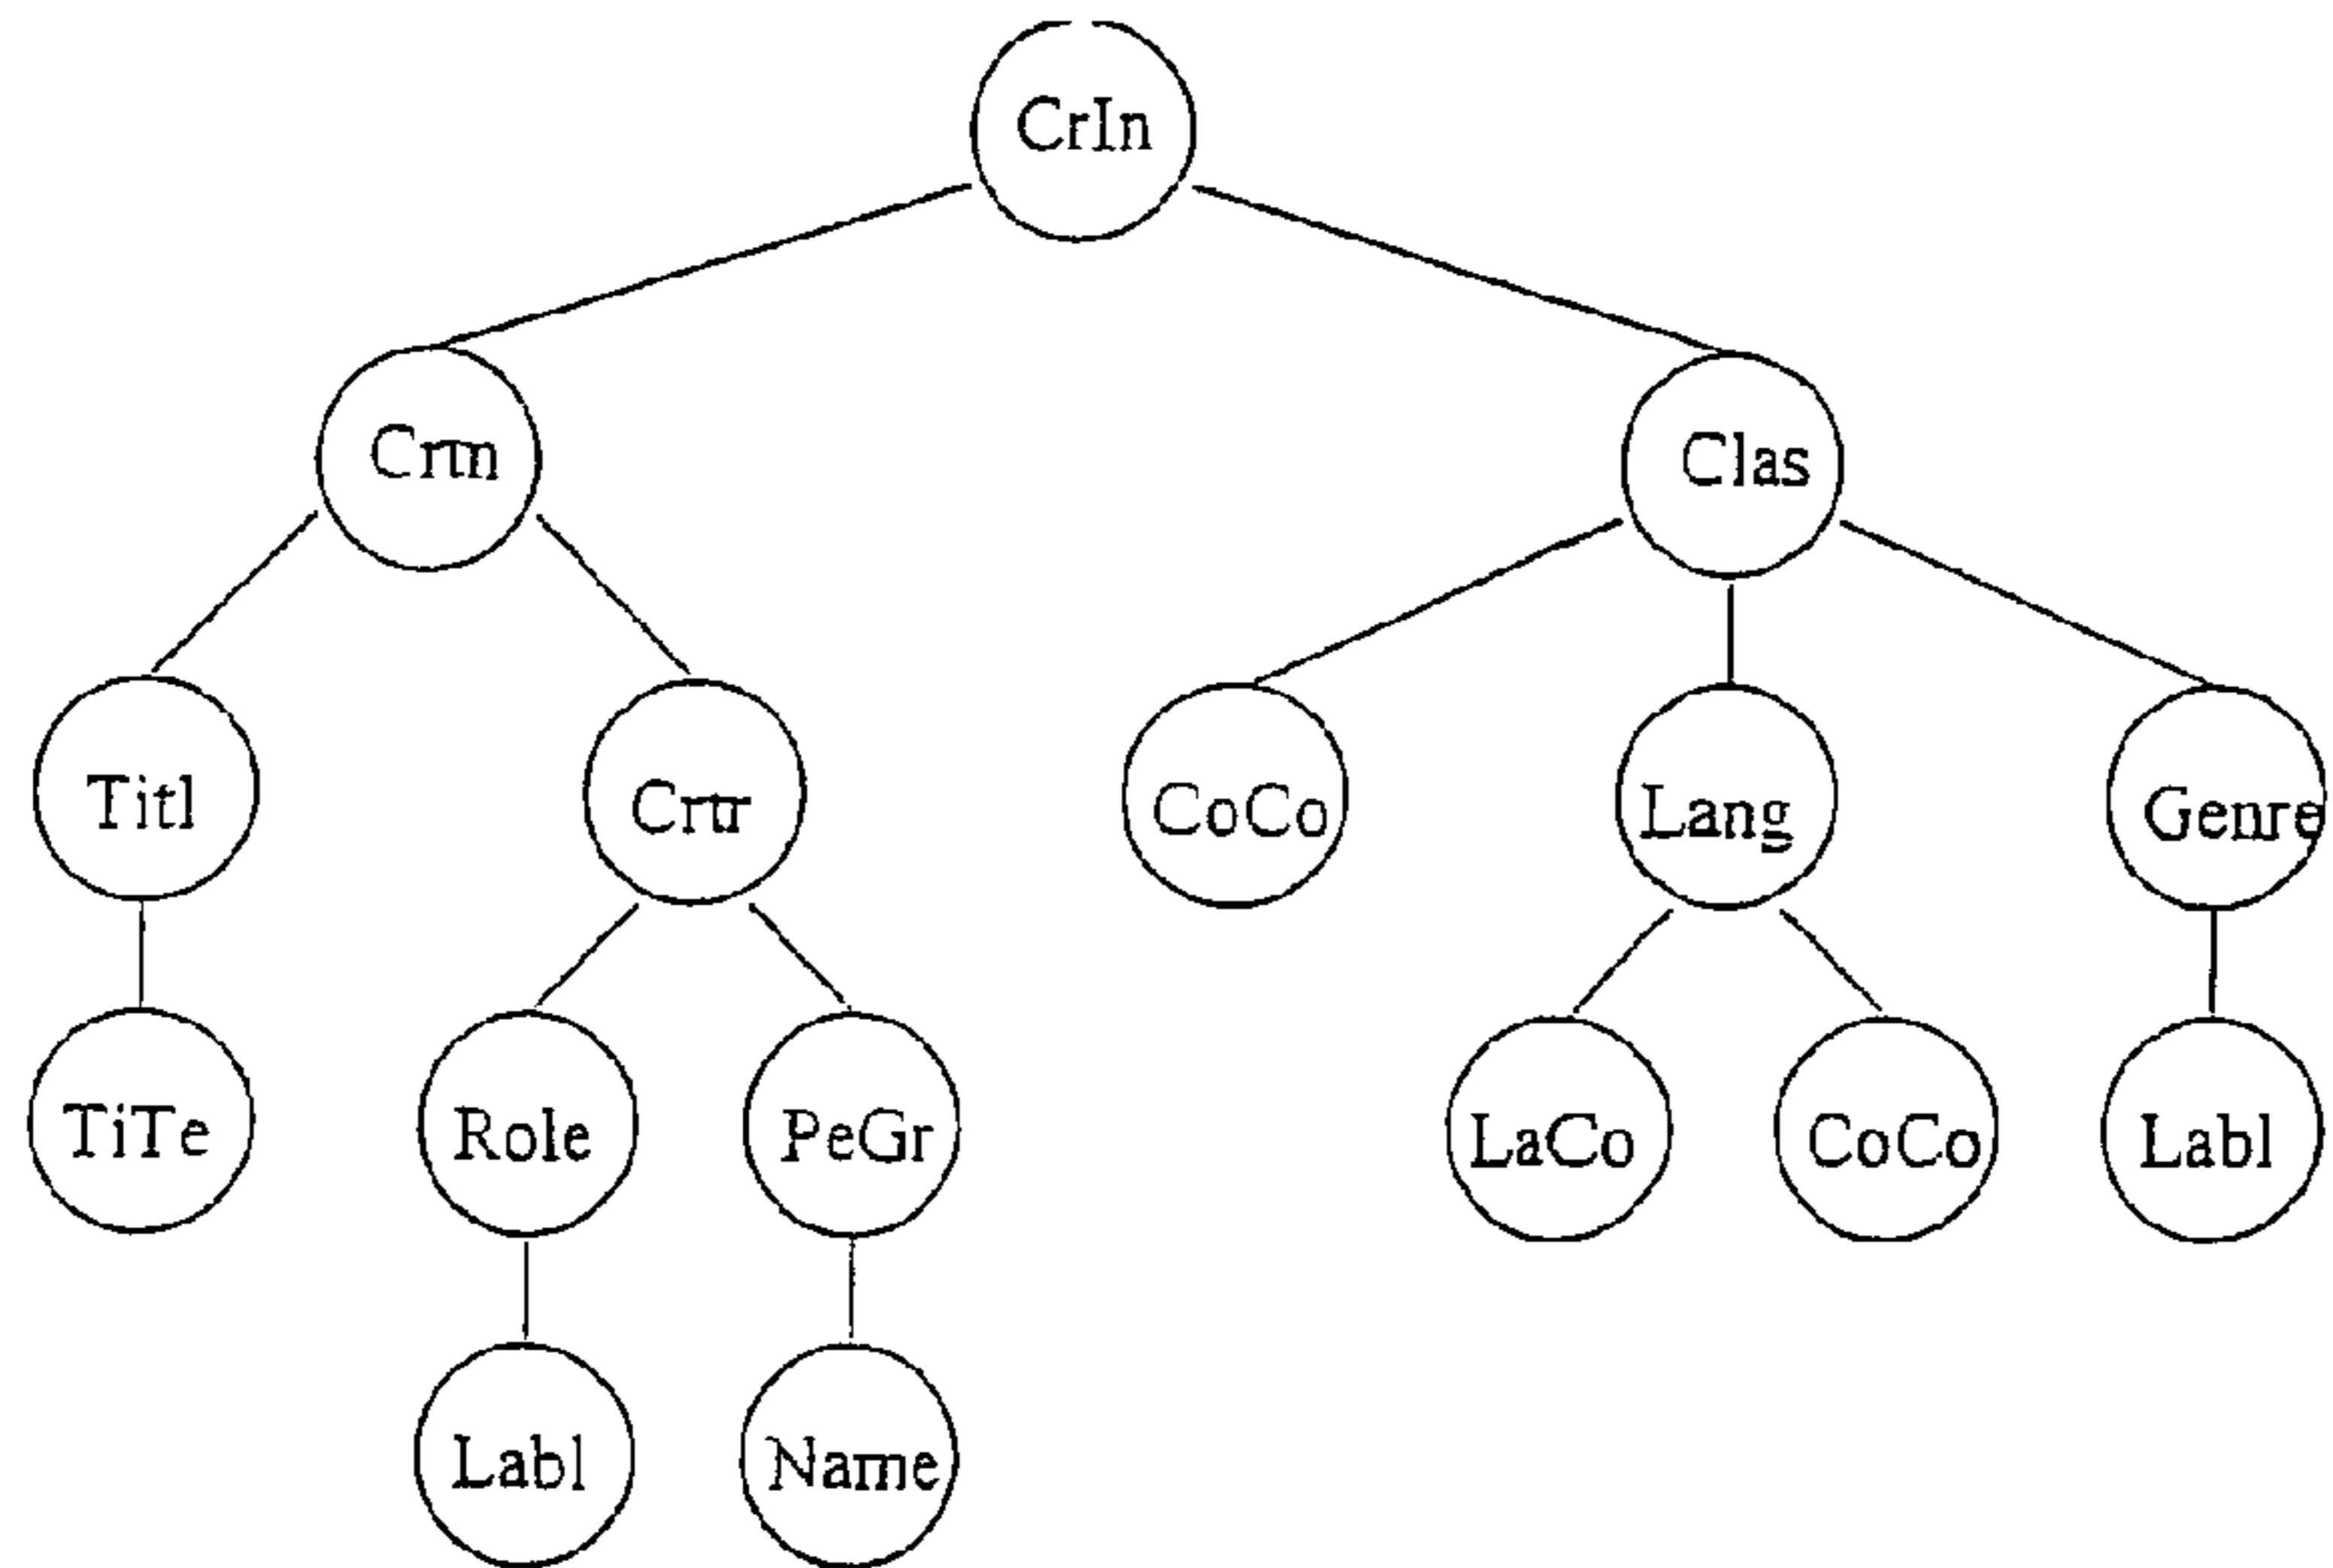 CrIn
Crtn
Clas
Titl
Crtr
CoCo
Lang
Genre
TiTe
Role
PeGr
LaCo
CoCo
Labl
Labl
Name